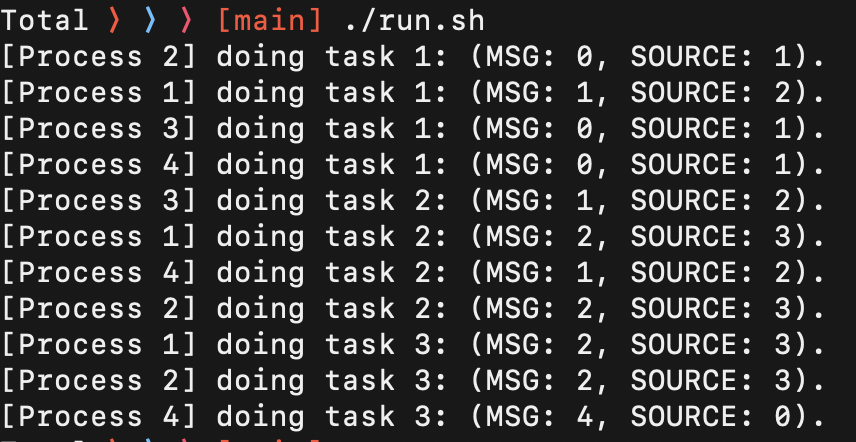 Total ❯ ❯ ❯ [main] ./run.sh
[Process 2] doing task 1: (MSG: 0, SOURCE: 1).
[Process 1] doing task 1: (MSG: 1, SOURCE: 2).
[Process 3] doing task 1: (MSG: 0, SOURCE: 1).
[Process 4] doing task 1: (MSG: 0, SOURCE: 1).
[Process 3] doing task 2: (MSG: 1, SOURCE: 2).
[Process 1] doing task 2: (MSG: 2, SOURCE: 3).
[Process 4] doing task 2: (MSG: 1, SOURCE: 2).
[Process 2] doing task 2: (MSG: 2, SOURCE: 3).
[Process 1] doing task 3: (MSG: 2, SOURCE: 3).
[Process 2] doing task 3: (MSG: 2, SOURCE: 3).
[Process 4] doing task 3: (MSG: 4, SOURCE: 0).